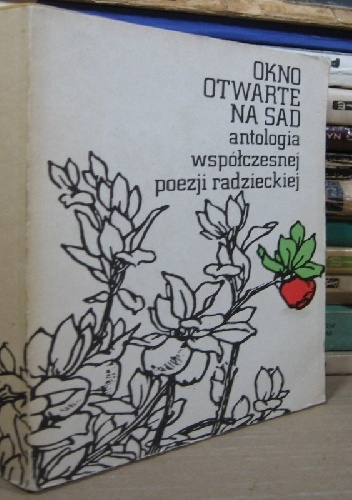 OKNO
OTWARTE
NA SAD
antologia
współczesnej
poezji radzieckiej